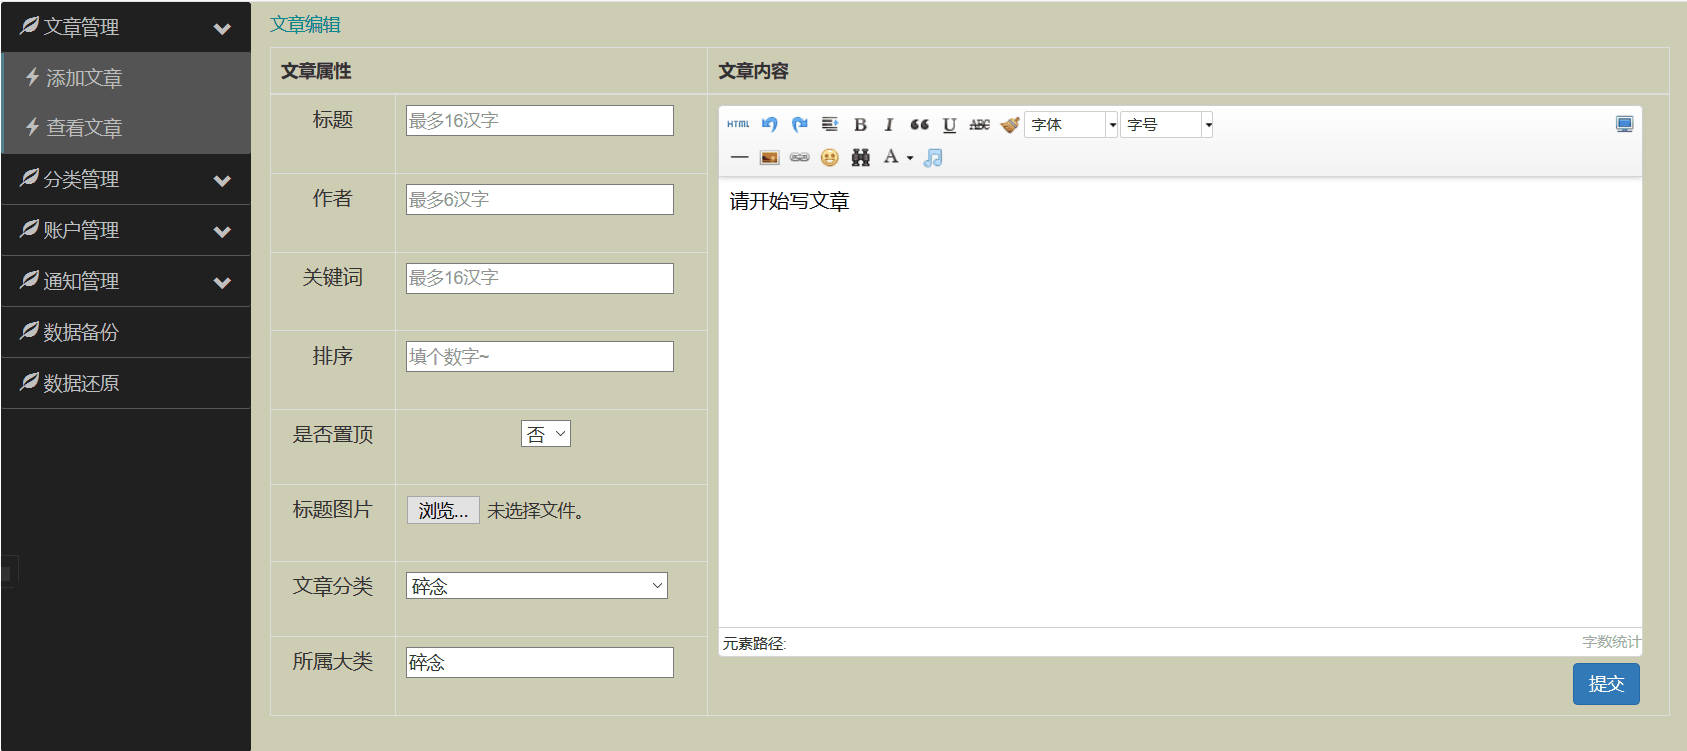 文章管理
添加文章
查看文章
分类管理
账户管理
通知管理
数据备份
数据还原
文章编辑
文章属性
标题 最多16汉字
作者 最多6汉字
关键词 最多16汉字
排序 填个数字~
是否置顶 否
标题图片 浏览... 未选择文件。
文章分类 碎念
所属大类 碎念
文章内容
HTML B I U ABC 字体 字号
A
请开始写文章
元素路径: 字数统计
提交